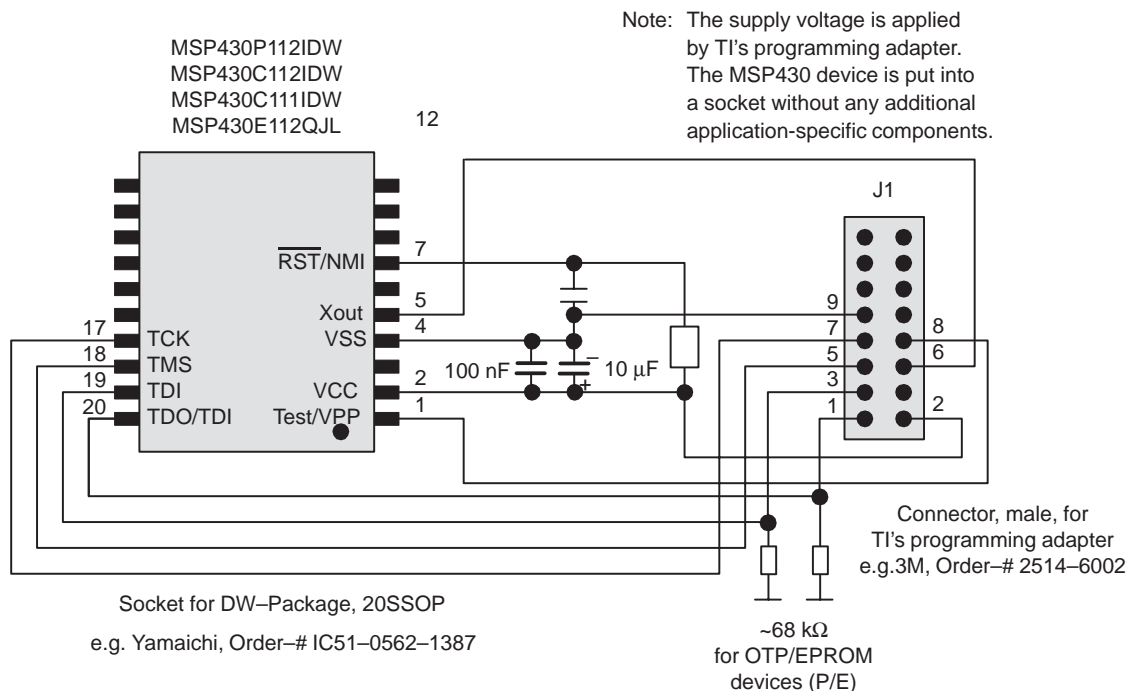 Note: The supply voltage is applied
by TI's programming adapter.
The MSP430 device is put into
a socket without any additional
application-specific components.
MSP430P112IDW
MSP430C112IDW
MSP430C111IDW
MSP430E112QJL
12
J1
RST/NMI
7
Xout
5
9
17
TCK
VSS
4
7
8
18
TMS
100 nF
–
+
10 μF
5
6
19
TDI
VCC
2
3
20
TDO/TDI
Test/VPP
1
1
2
Connector, male, for
TI's programming adapter
e.g.3M, Order–# 2514–6002
Socket for DW–Package, 20SSOP
e.g. Yamaichi, Order–# IC51–0562–1387
~68 kΩ
for OTP/EPROM
devices (P/E)